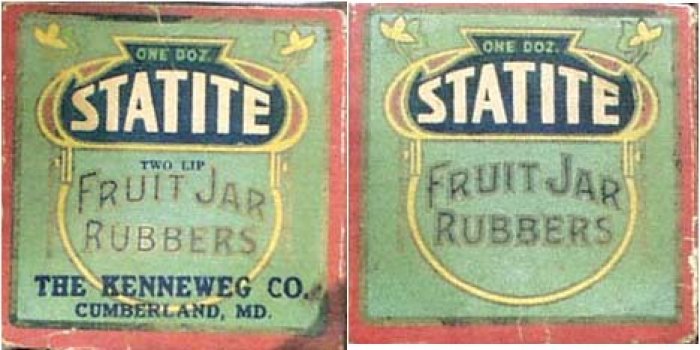 ONE DOZ.
STATITE
TWO LIP
FRUIT JAR
RUBBERS
THE KENNEWEG CO.
CUMBERLAND, MD.
ONE DOZ.
STATITE
FRUIT JAR
RUBBERS